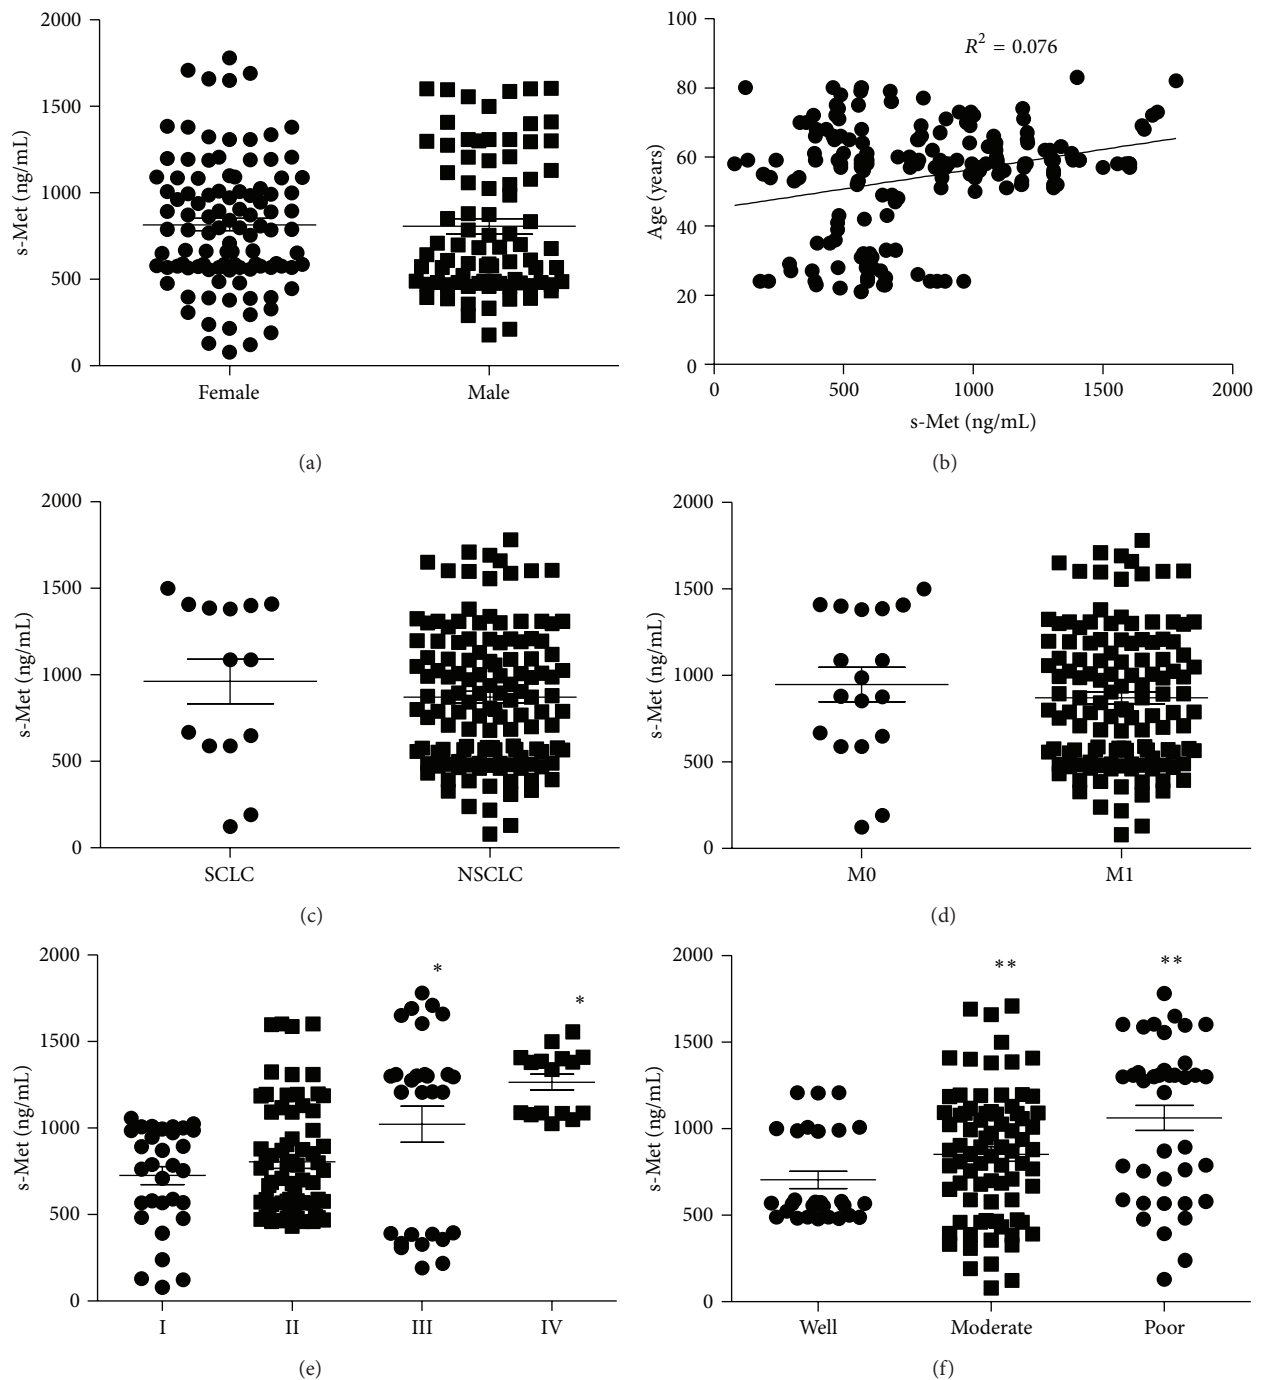 2000
1500
1000
500
0
s-Met (ng/mL)
Female
Male
(a)
100
80
60
40
20
0
Age (years)
R² = 0.076
0
500
1000
1500
2000
s-Met (ng/mL)
(b)
2000
1500
1000
500
0
s-Met (ng/mL)
SCLC
NSCLC
(c)
2000
1500
1000
500
0
s-Met (ng/mL)
M0
M1
(d)
2000
1500
1000
500
0
s-Met (ng/mL)
*
*
I
II
III
IV
(e)
2000
1500
1000
500
0
s-Met (ng/mL)
**
**
Well
Moderate
Poor
(f)